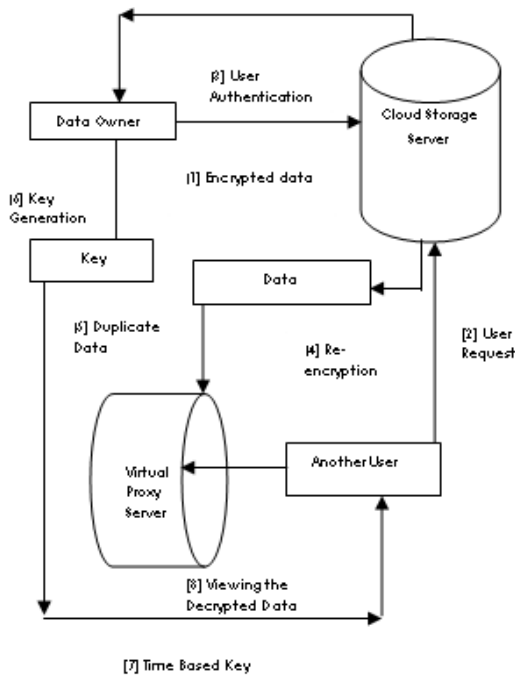 [3] User
Authentication
Cloud Storage
Server
Data Owner
[1] Encrypted data
[6] Key
Generation
Key
Data
[5] Duplicate
Data
[4] Re-
encryption
[2] User
Request
Another User
Virtual
Proxy
Server
[8] Viewing the
Decrypted Data
[7] Time Based Key